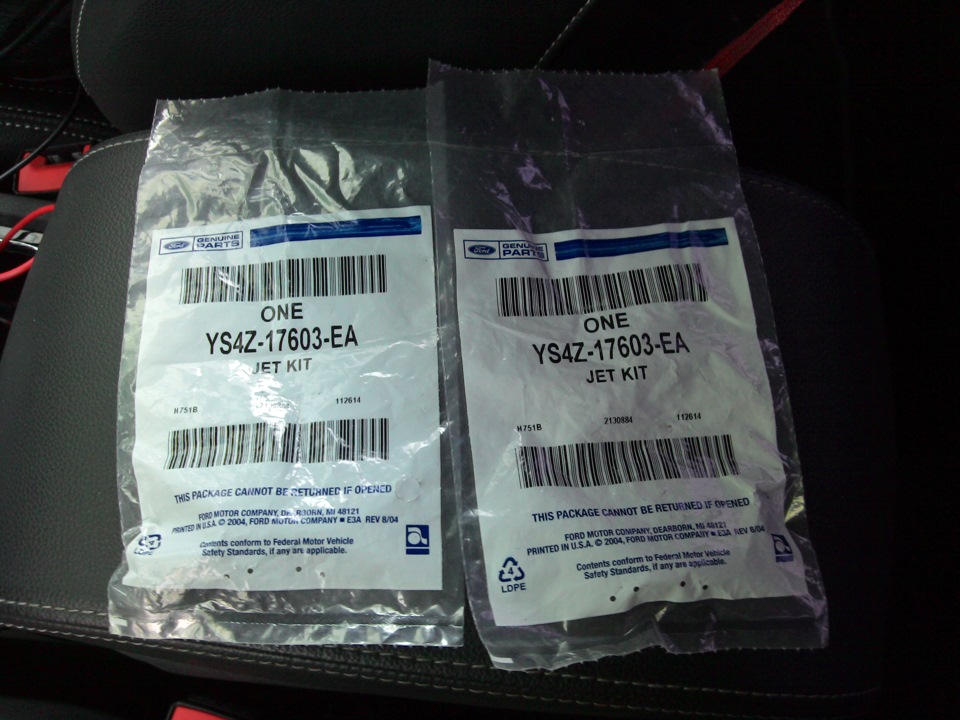 Ford GENUINE PARTS
ONE
YS4Z-17603-EA
JET KIT
H751B 112614
THIS PACKAGE CANNOT BE RETURNED IF OPENED
FORD MOTOR COMPANY, DEARBORN, MI 48121
PRINTED IN U.S.A. © 2004, FORD MOTOR COMPANY ■ E3A REV 8/04
Contents conform to Federal Motor Vehicle
Safety Standards, if any are applicable.
LDPE
Ford GENUINE PARTS
ONE
YS4Z-17603-EA
JET KIT
H751B 2130884 112614
THIS PACKAGE CANNOT BE RETURNED IF OPENED
FORD MOTOR COMPANY, DEARBORN, MI 48121
PRINTED IN U.S.A. © 2004, FORD MOTOR COMPANY ■ E3A REV 8/04
Contents conform to Federal Motor Vehicle
Safety Standards, if any are applicable.
4
LDPE